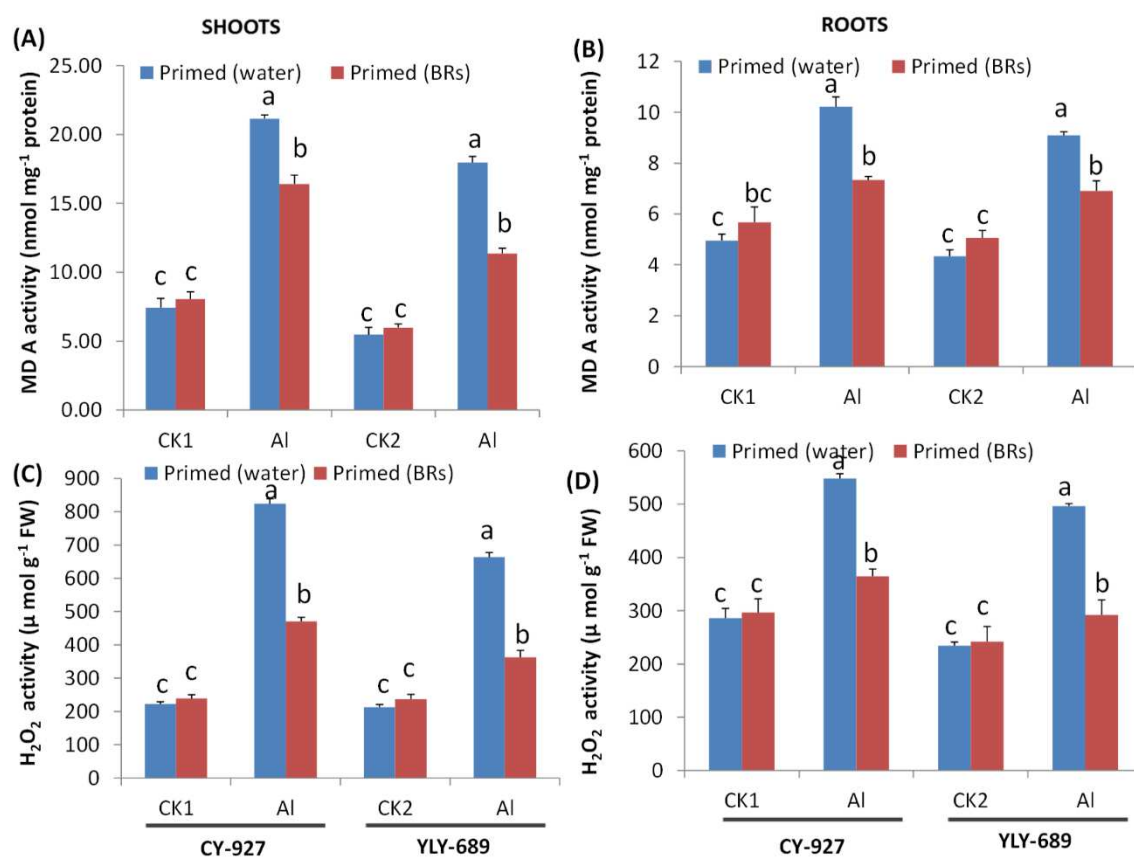 (A)
SHOOTS
MD A activity (nmol mg-1 protein)
25.00
20.00
15.00
10.00
5.00
0.00
Primed (water) Primed (BRs)
c c a b c c a b
CK1 Al CK2 Al
(B)
ROOTS
MD A activity (nmol mg-1 protein)
12
10
8
6
4
2
0
Primed (water) Primed (BRs)
c bc a b c c a b
CK1 Al CK2 Al
(C)
H2O2 activity (µ mol g-1 FW)
900
800
700
600
500
400
300
200
100
0
Primed (water) Primed (BRs)
c c a b c c a b
CK1 Al CK2 Al
CY-927 YLY-689
(D)
H2O2 activity (µ mol g-1 FW)
600
500
400
300
200
100
0
Primed (water) Primed (BRs)
c c a b c c a b
CK1 Al CK2 Al
CY-927 YLY-689